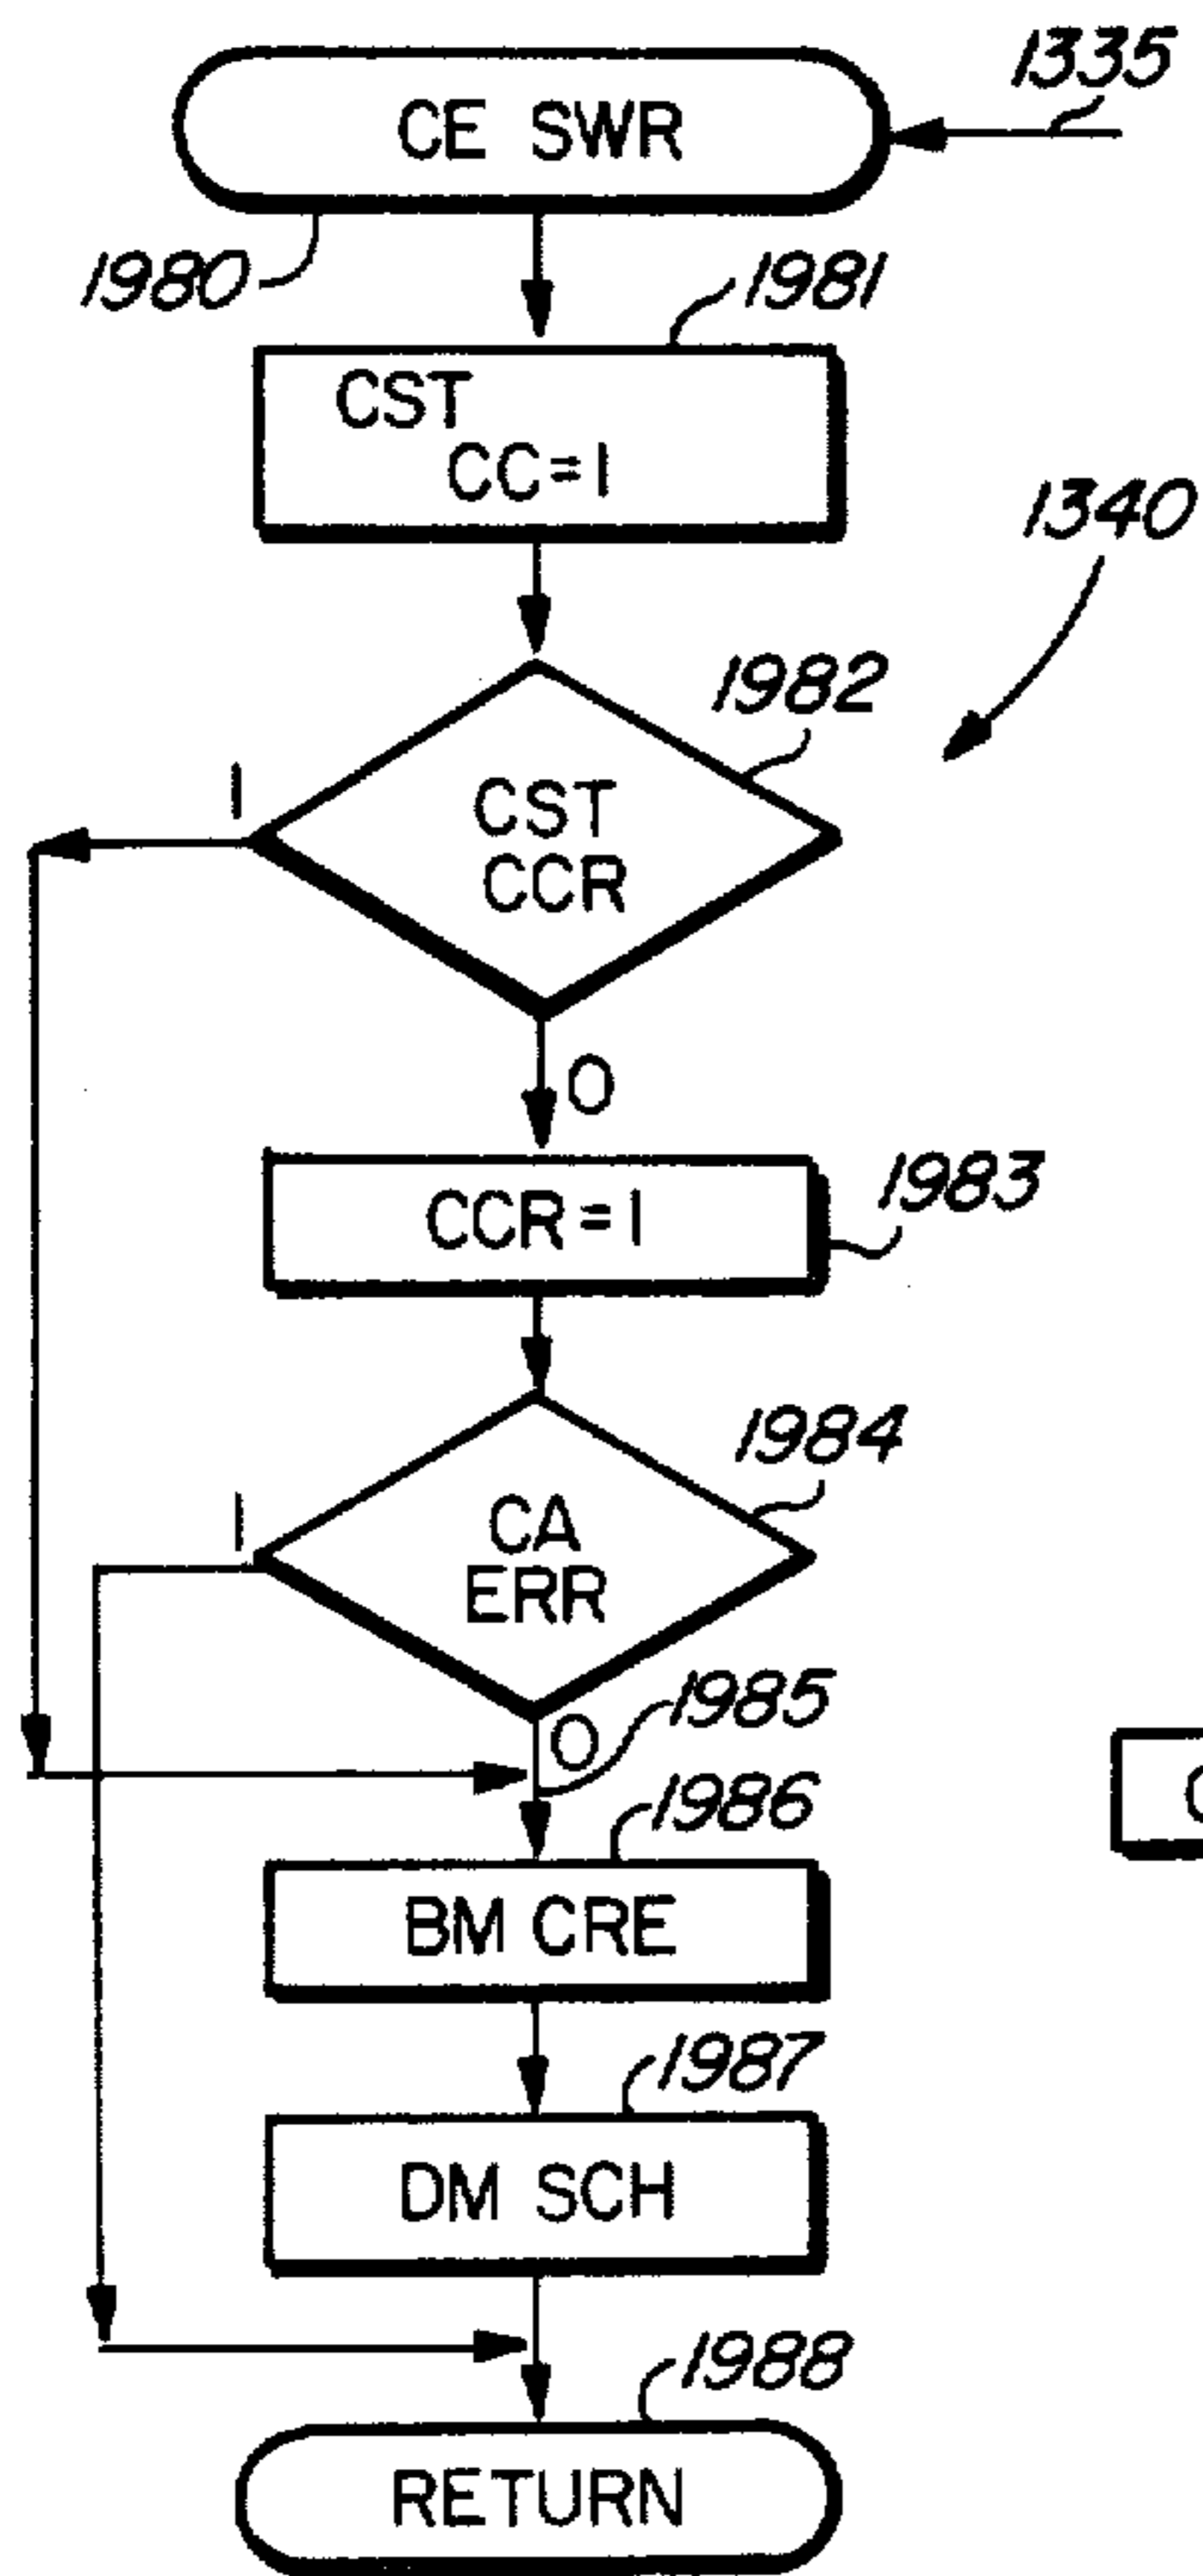 1335
CE SWR
1980
1981
CST
CC=1
1340
1982
1
CST
CCR
0
1983
CCR=1
1984
1
CA
ERR
1985
0
1986
BM CRE
1987
DM SCH
1988
RETURN